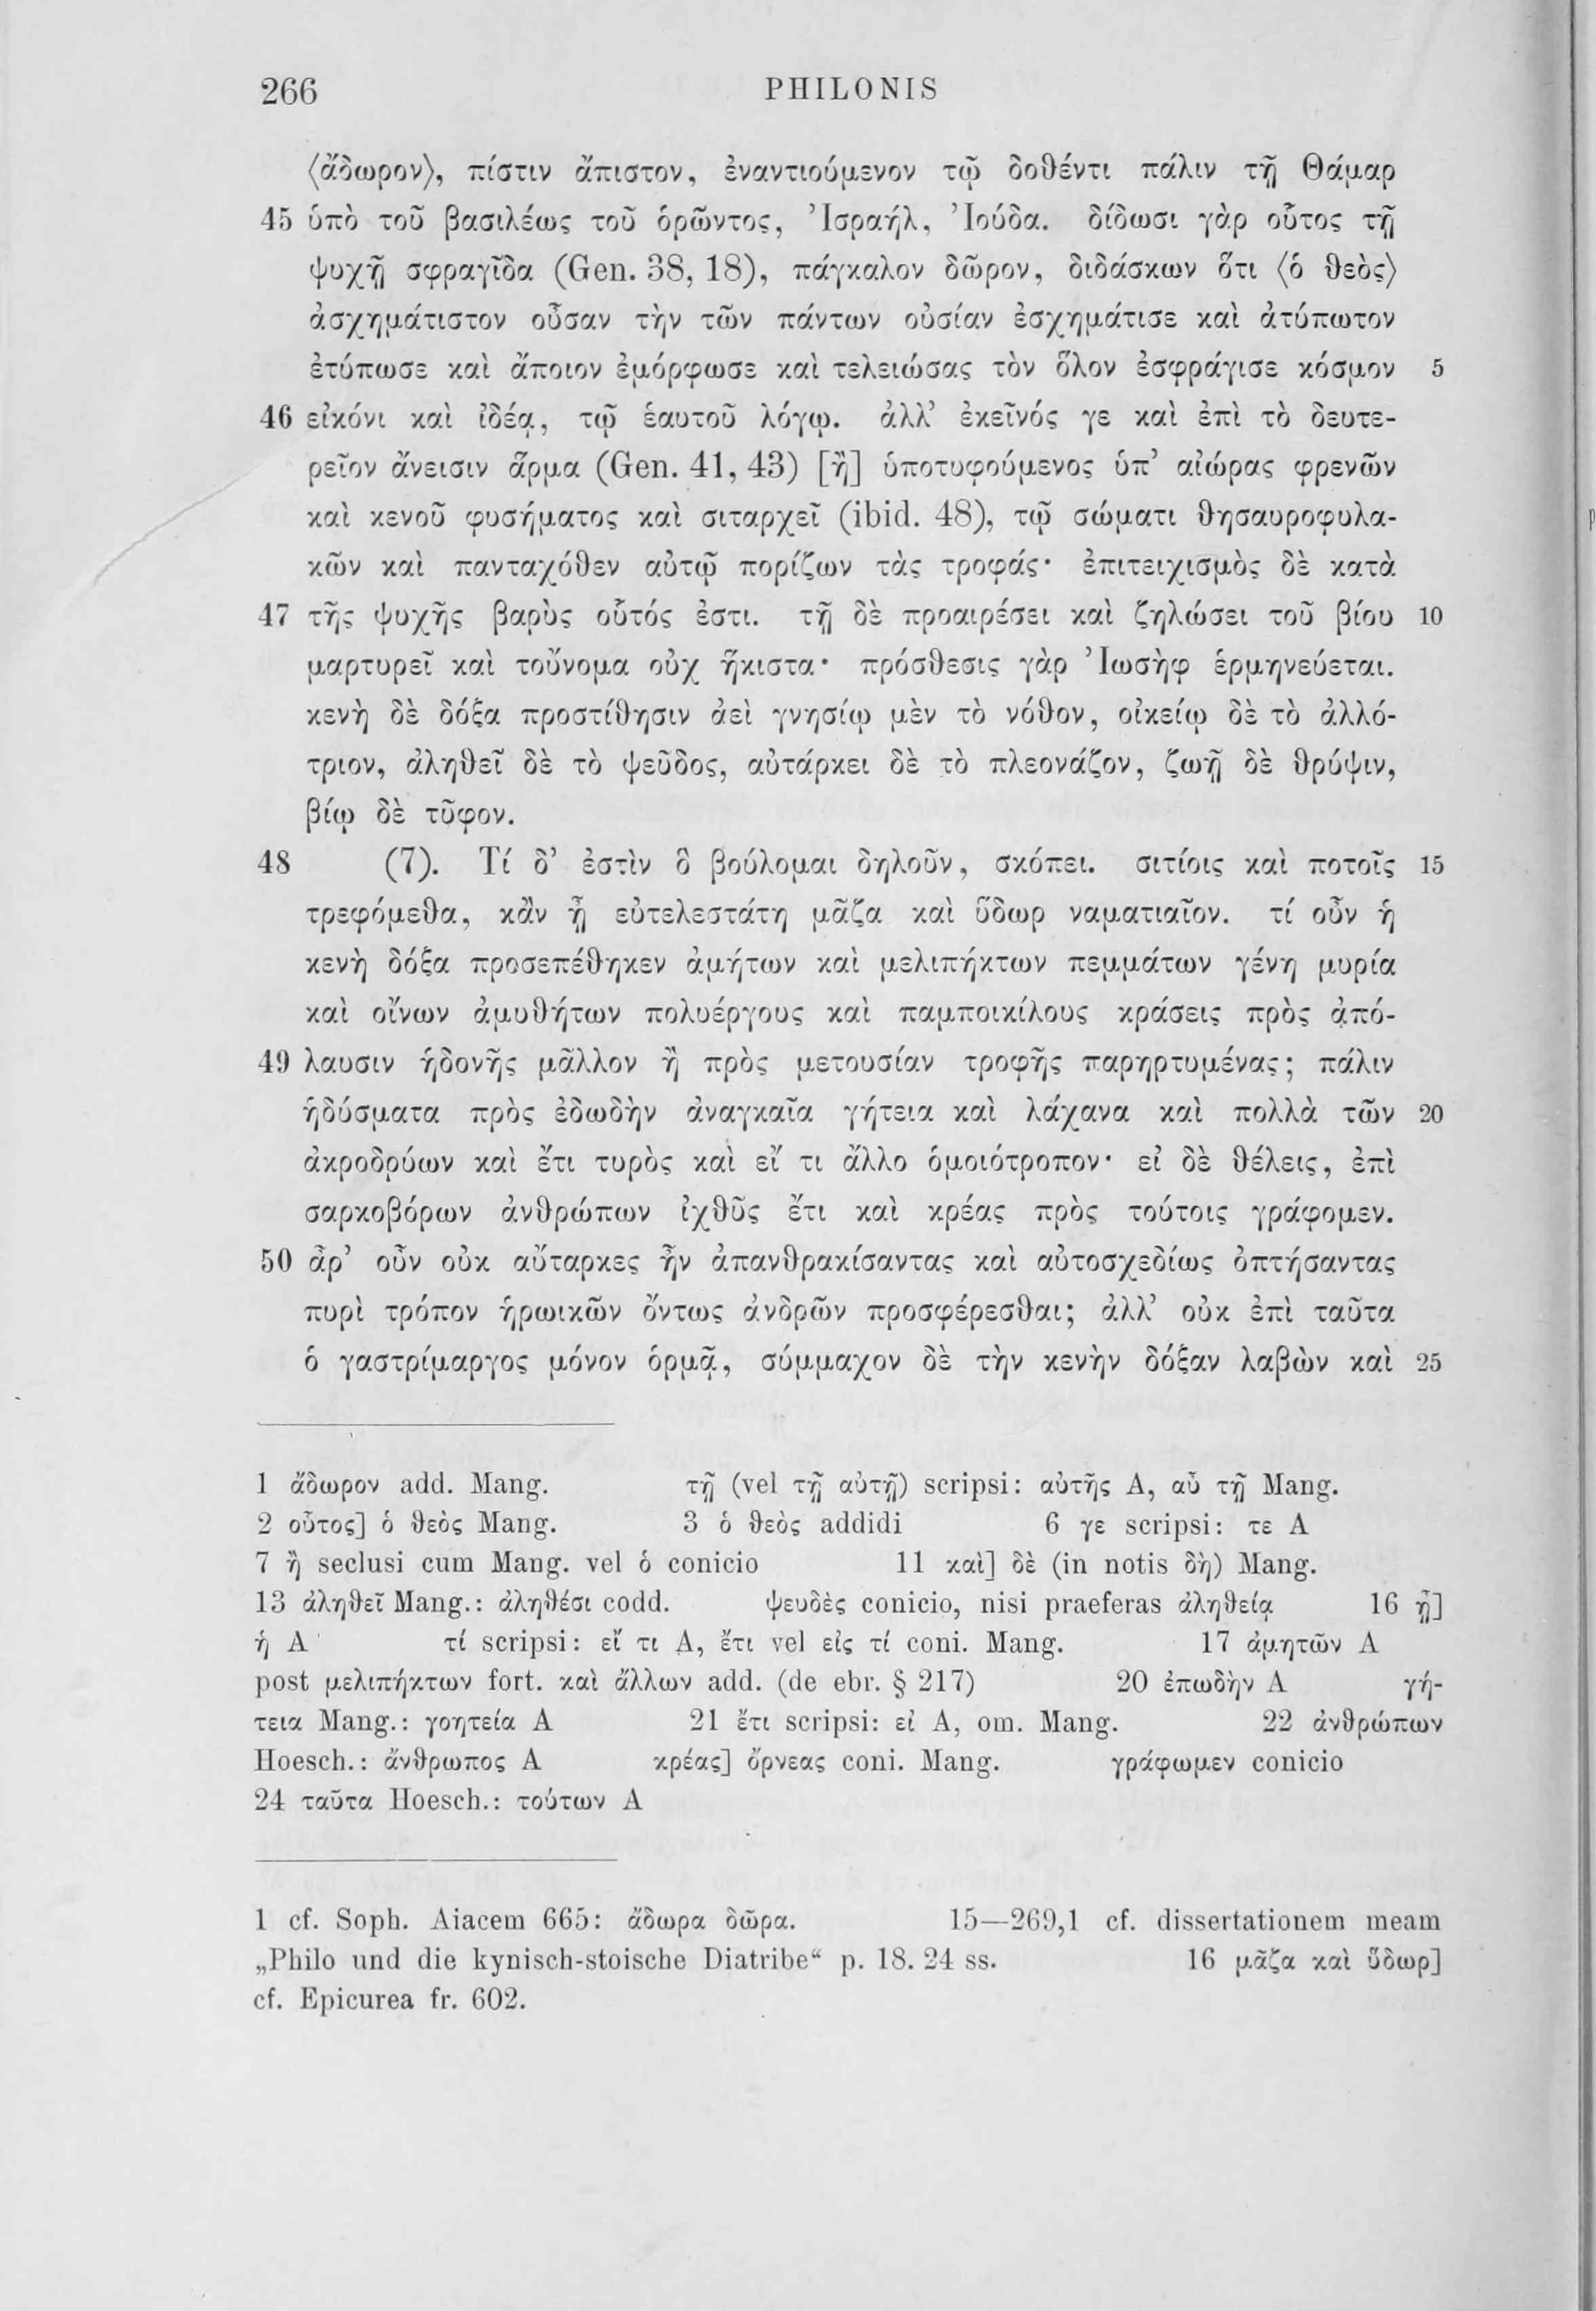 266 PHILONIS
⟨ἄδωρον⟩, πίστιν ἄπιστον, ἐναντιούμενον τῷ δοθέντι πάλιν τῇ Θάμαρ
45 ὑπὸ τοῦ βασιλέως τοῦ ὁρῶντος, Ἰσραήλ, Ἰούδα. δίδωσι γὰρ οὗτος τῇ
ψυχῇ σφραγῖδα (Gen. 38, 18), πάγκαλον δῶρον, διδάσκων ὅτι ⟨ὁ θεὸς⟩
ἀσχημάτιστον οὖσαν τὴν τῶν πάντων οὐσίαν ἐσχημάτισε καὶ ἀτύπωτον
ἐτύπωσε καὶ ἄποιον ἐμόρφωσε καὶ τελειώσας τὸν ὅλον ἐσφράγισε κόσμον 5
46 εἰκόνι καὶ ἰδέᾳ, τῷ ἑαυτοῦ λόγῳ. ἀλλ’ ἐκεῖνός γε καὶ ἐπὶ τὸ δευτε-
ρεῖον ἄνεισιν ἅρμα (Gen. 41, 43) [ἢ] ὑποτυφούμενος ὑπ’ αἰώρας φρενῶν
καὶ κενοῦ φυσήματος καὶ σιταρχεῖ (ibid. 48), τῷ σώματι θησαυροφυλα-
κῶν καὶ πανταχόθεν αὐτῷ πορίζων τὰς τροφάς· ἐπιτειχισμὸς δὲ κατὰ
47 τῆς ψυχῆς βαρὺς οὗτός ἐστι. τῇ δὲ προαιρέσει καὶ ζηλώσει τοῦ βίου 10
μαρτυρεῖ καὶ τοὔνομα οὐχ ἥκιστα· πρόσθεσις γὰρ Ἰωσὴφ ἑρμηνεύεται.
κενὴ δὲ δόξα προστίθησιν ἀεὶ γνησίῳ μὲν τὸ νόθον, οἰκείῳ δὲ τὸ ἀλλό-
τριον, ἀληθεῖ δὲ τὸ ψεῦδος, αὐτάρκει δὲ τὸ πλεονάζον, ζωῇ δὲ θρύψιν,
βίῳ δὲ τῦφον.
48 (7). Τί δ’ ἐστὶν ὃ βούλομαι δηλοῦν, σκόπει. σιτίοις καὶ ποτοῖς 15
τρεφόμεθα, κἂν ᾖ εὐτελεστάτη μᾶζα καὶ ὕδωρ ναματιαῖον. τί οὖν ἡ
κενὴ δόξα προσεπέθηκεν ἀμήτων καὶ μελιπήκτων πεμμάτων γένη μυρία
καὶ οἴνων ἀμυθήτων πολυέργους καὶ παμποικίλους κράσεις πρὸς ἀπό-
49 λαυσιν ἡδονῆς μᾶλλον ἢ πρὸς μετουσίαν τροφῆς παρηρτυμένας; πάλιν
ἡδύσματα πρὸς ἐδωδὴν ἀναγκαῖα γήτεια καὶ λάχανα καὶ πολλὰ τῶν 20
ἀκροδρύων καὶ ἔτι τυρὸς καὶ εἴ τι ἄλλο ὁμοιότροπον· εἰ δὲ θέλεις, ἐπὶ
σαρκοβόρων ἀνθρώπων ἰχθῦς ἔτι καὶ κρέας πρὸς τούτοις γράφομεν.
50 ἆρ’ οὖν οὐκ αὔταρκες ἦν ἀπανθρακίσαντας καὶ αὐτοσχεδίως ὀπτήσαντας
πυρὶ τρόπον ἡρωικῶν ὄντως ἀνδρῶν προσφέρεσθαι; ἀλλ’ οὐκ ἐπὶ ταῦτα
ὁ γαστρίμαργος μόνον ὁρμᾷ, σύμμαχον δὲ τὴν κενὴν δόξαν λαβὼν καὶ 25
1 ἄδωρον add. Mang. τῇ (vel τῇ αὐτῇ) scripsi: αὐτῆς A, αὖ τῇ Mang.
2 οὗτος] ὁ θεὸς Mang. 3 ὁ θεὸς addidi 6 γε scripsi: τε A
7 ἢ seclusi cum Mang. vel ὁ conicio 11 καὶ] δὲ (in notis δὴ) Mang.
13 ἀληθεῖ Mang.: ἀληθέσι codd. ψευδὲς conicio, nisi praeferas ἀληθείᾳ 16 ᾖ]
ἡ A τί scripsi: εἴ τι A, ἔτι vel εἰς τί coni. Mang. 17 ἀμητῶν A
post μελιπήκτων fort. καὶ ἄλλων add. (de ebr. § 217) 20 ἐπωδὴν A γή-
τεια Mang.: γοητεία A 21 ἔτι scripsi: εἰ A, om. Mang. 22 ἀνθρώπων
Hoesch.: ἄνθρωπος A κρέας] ὄρνεας coni. Mang. γράφωμεν conicio
24 ταῦτα Hoesch.: τούτων A
1 cf. Soph. Aiacem 665: ἄδωρα δῶρα. 15—269,1 cf. dissertationem meam
„Philo und die kynisch-stoische Diatribe“ p. 18. 24 ss. 16 μᾶζα καὶ ὕδωρ]
cf. Epicurea fr. 602.